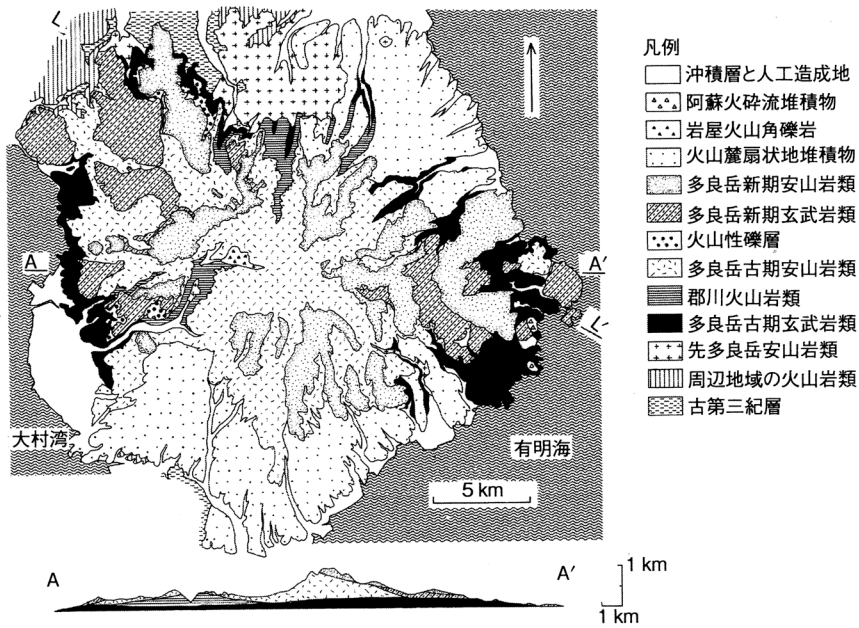 L
凡例
沖積層と人工造成地
阿蘇火砕流堆積物
岩屋火山角礫岩
火山麓扇状地堆積物
多良岳新期安山岩類
多良岳新期玄武岩類
火山性礫層
多良岳古期安山岩類
郡川火山岩類
多良岳古期玄武岩類
先多良岳安山岩類
周辺地域の火山岩類
古第三紀層
A
A′
L
大村湾
有明海
5 km
A
A′
1 km
1 km